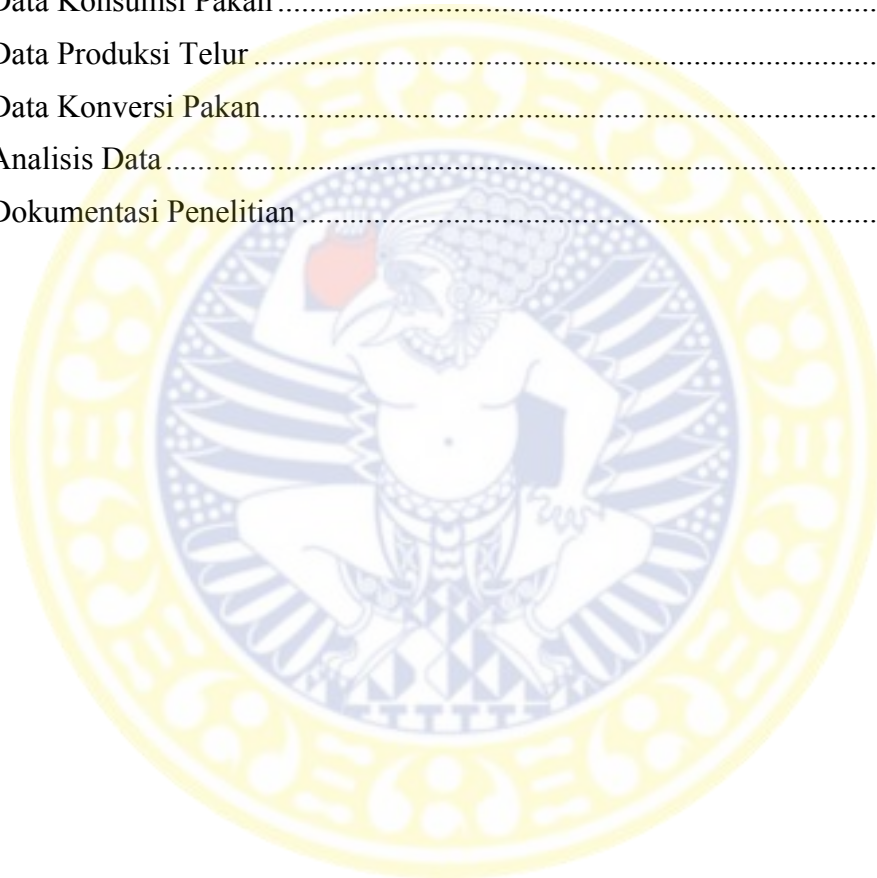 Data Konsumsi Pakan ........................................................................
Data Produksi Telur ........................................................................
Data Konversi Pakan........................................................................
Analisis Data ........................................................................
Dokumentasi Penelitian ........................................................................